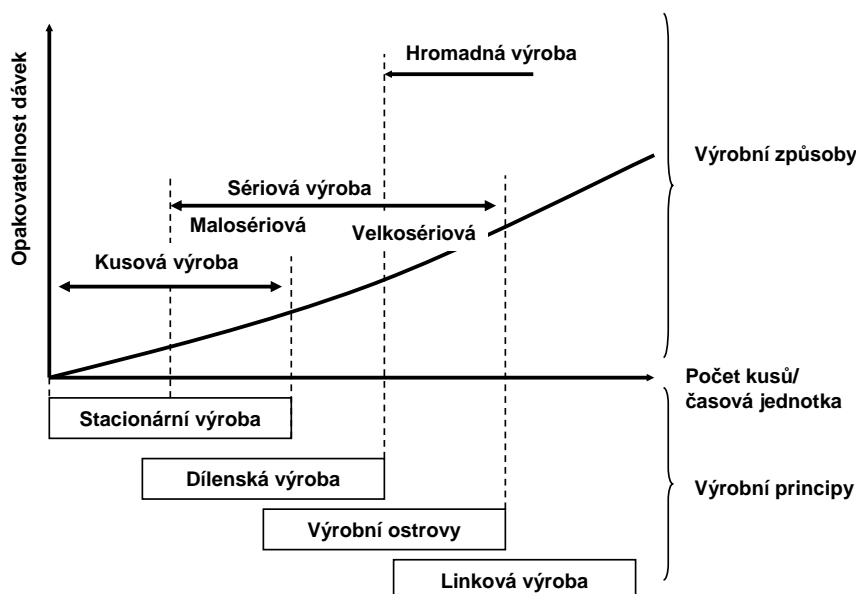 Opakovatelnost dávek
Hromadná výroba
Výrobní způsoby
Sériová výroba
Malosériová
Velkosériová
Kusová výroba
Počet kusů/
časová jednotka
Stacionární výroba
Dílenská výroba
Výrobní principy
Výrobní ostrovy
Linková výroba